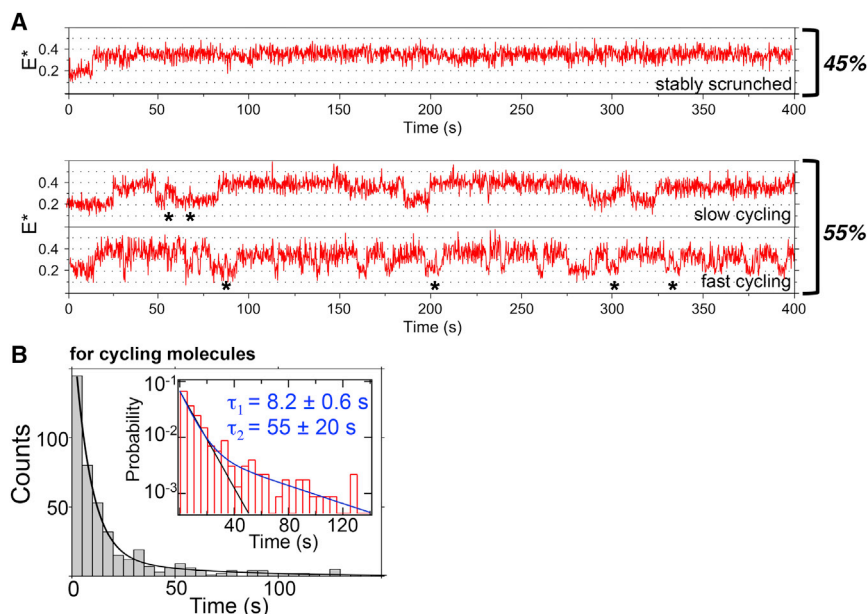 A
E*
0.4
0.2
stably scrunched
45%
0 50 100 150 200 250 300 350 400
Time (s)
E*
0.4
0.2
* *
slow cycling
0.4
0.2
* * * *
fast cycling
55%
0 50 100 150 200 250 300 350 400
Time (s)
B
for cycling molecules
Counts
150
100
50
0 50 100
Time (s)
Probability
10⁻¹
10⁻²
10⁻³
τ₁ = 8.2 ± 0.6 s
τ₂ = 55 ± 20 s
0 40 80 120
Time (s)